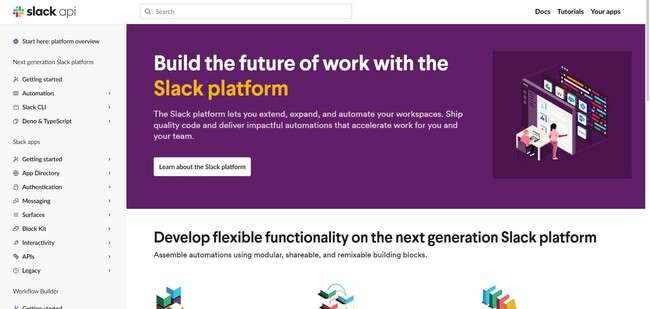 slack api
Search
Docs Tutorials Your apps
Start here: platform overview
Next generation Slack platform
Getting started
Automation
Slack CLI
Deno & TypeScript
Slack apps
Getting started
App Directory
Authentication
Messaging
Surfaces
Block Kit
Interactivity
APIs
Legacy
Workflow Builder
Getting started
Build the future of work with the
Slack platform
The Slack platform lets you extend, expand, and automate your workspaces. Ship
quality code and deliver impactful automations that accelerate work for you and
your team.
Learn about the Slack platform
Develop flexible functionality on the next generation Slack platform
Assemble automations using modular, shareable, and remixable building blocks.